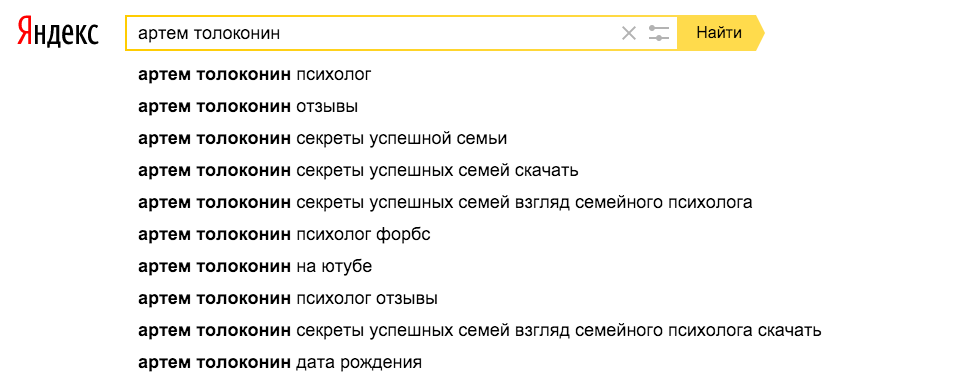 Яндекс
артем толоконин
Найти
артем толоконин психолог
артем толоконин отзывы
артем толоконин секреты успешной семьи
артем толоконин секреты успешных семей скачать
артем толоконин секреты успешных семей взгляд семейного психолога
артем толоконин психолог форбс
артем толоконин на ютубе
артем толоконин психолог отзывы
артем толоконин секреты успешных семей взгляд семейного психолога скачать
артем толоконин дата рождения